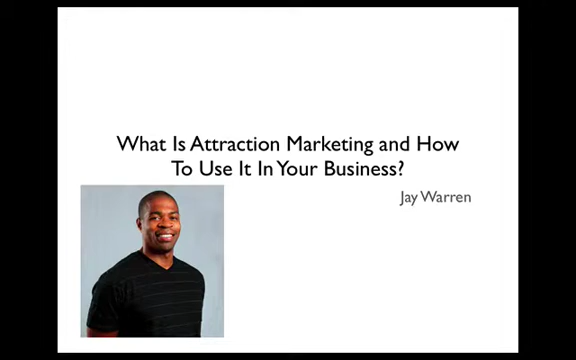 What Is Attraction Marketing and How
To Use It In Your Business?
Jay Warren